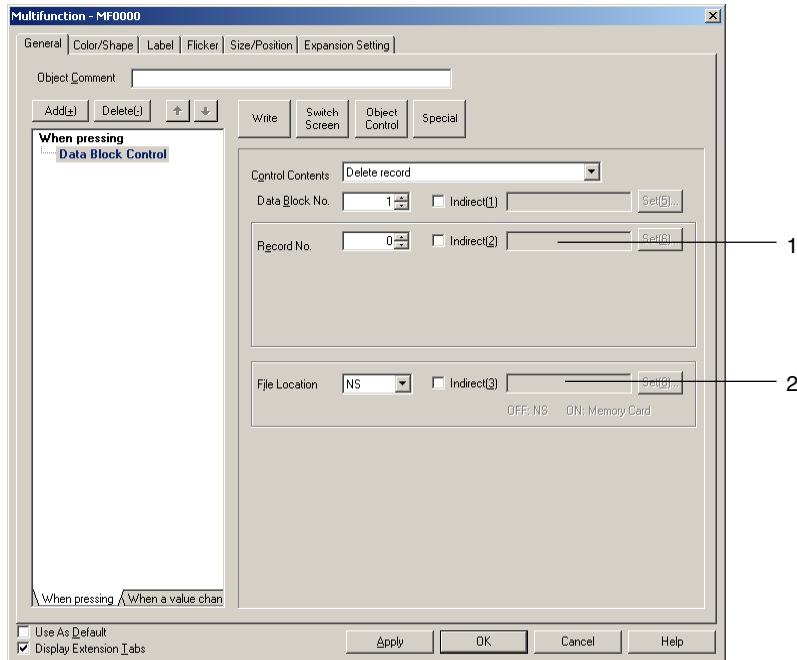 Multifunction - MF0000
General Color/Shape Label Flicker Size/Position Expansion Setting
Object Comment
Add(+) Delete(-)
Write
Switch
Screen
Object
Control
Special
When pressing
Data Block Control
Control Contents Delete record
Data Block No. 1 Indirect(1) Set(5)...
Record No. 0 Indirect(2) Set(6)... 1
File Location NS Indirect(3) 2
OFF: NS ON: Memory Card
When pressing When a value chan
Use As Default
Display Extension Tabs
Apply OK Cancel Help